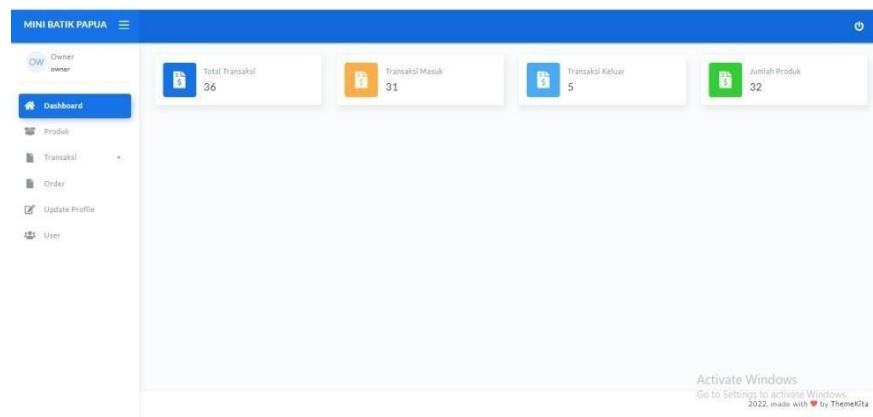 MINI BATIK PAPUA
OW
Owner
owner
Dashboard
Produk
Transaksi
Order
Update Profile
User
Total Transaksi
36
Transaksi Masuk
31
Transaksi Keluar
5
Jumlah Produk
32
Activate Windows
Go to Settings to activate Windows.
2022, made with by ThemeKita